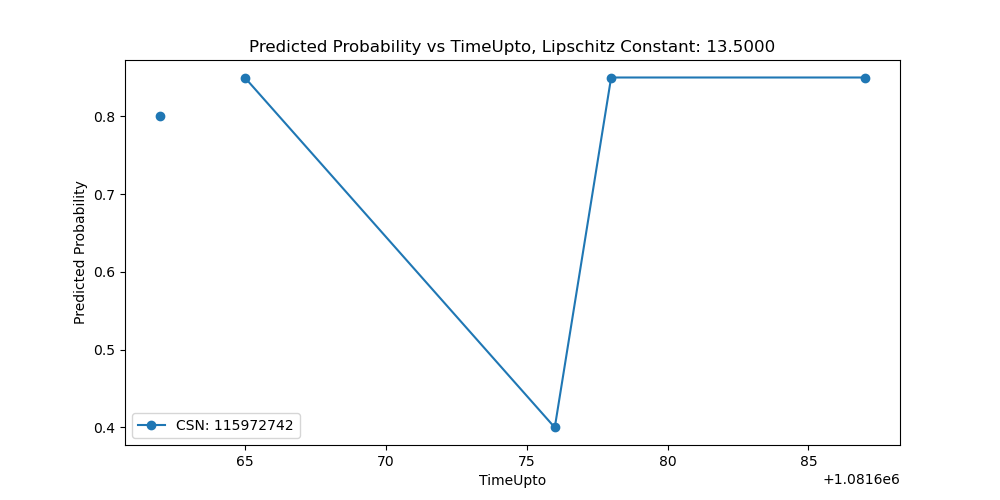 Predicted Probability vs TimeUpto, Lipschitz Constant: 13.5000
Predicted Probability
0.8
0.7
0.6
0.5
0.4
CSN: 115972742
65 70 75 80 85
TimeUpto
+1.0816e6